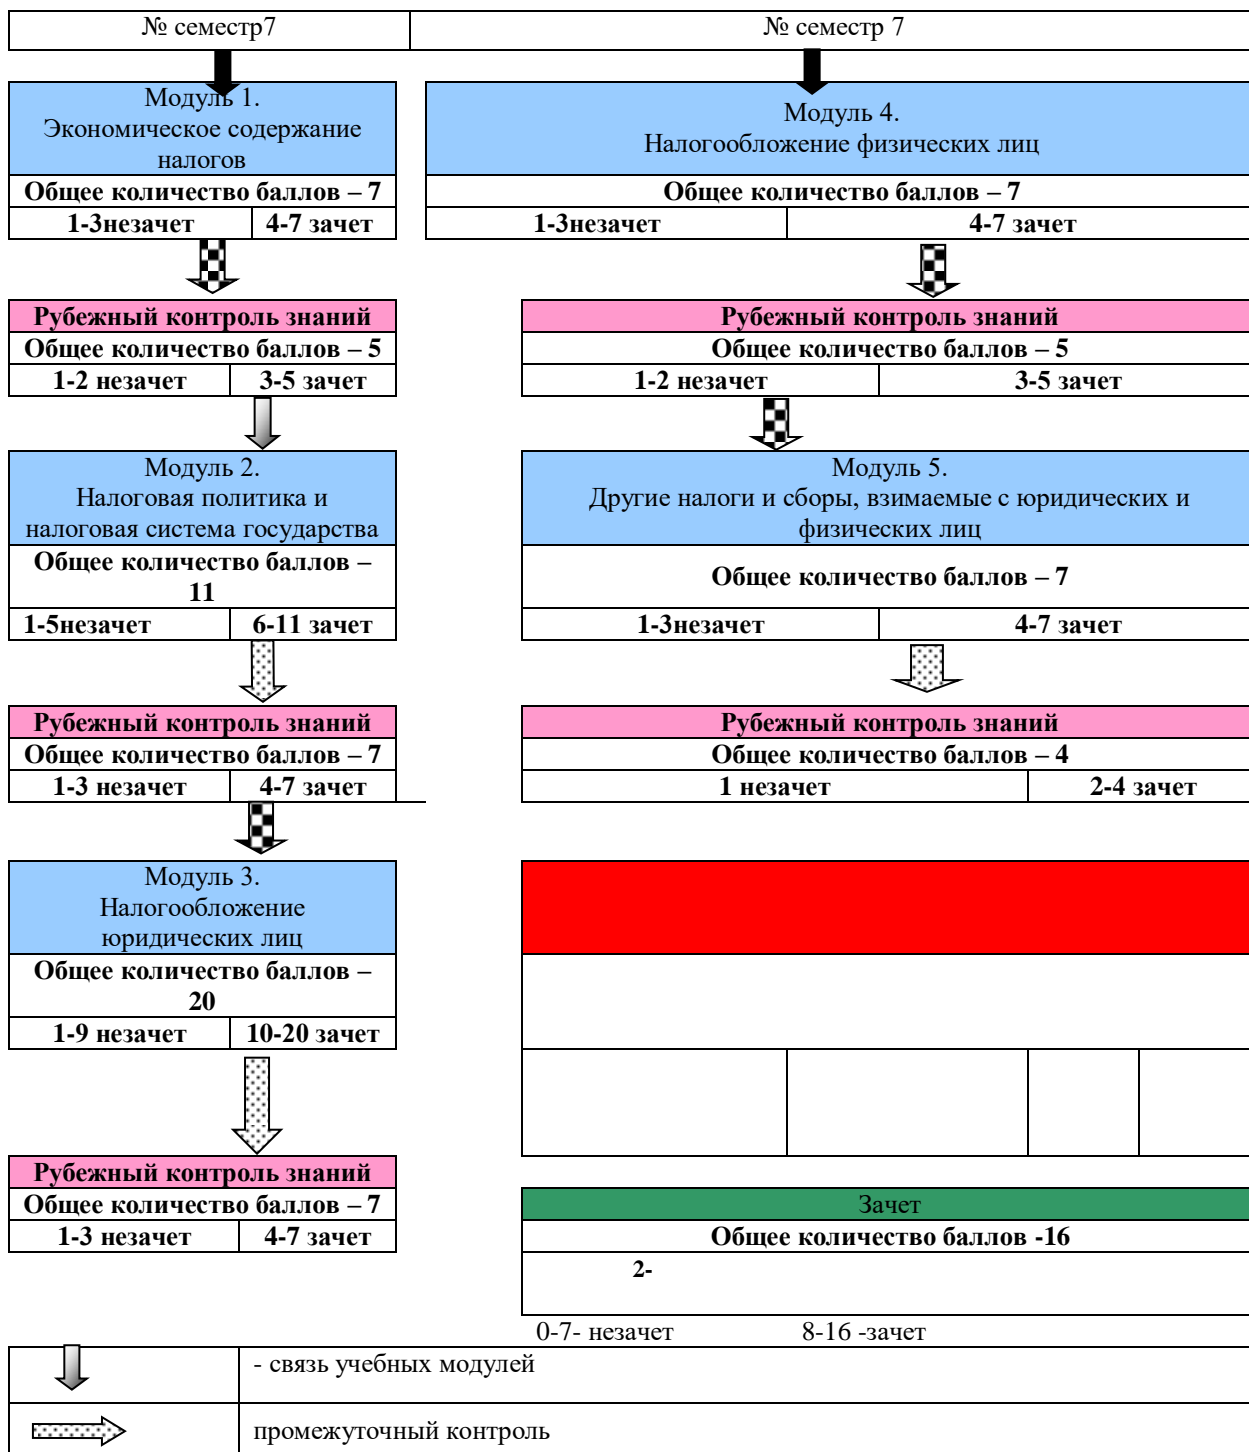 № семестр7
№ семестр 7
Модуль 1.
Экономическое содержание
налогов
Общее количество баллов – 7
1-3незачет
4-7 зачет
Рубежный контроль знаний
Общее количество баллов – 5
1-2 незачет
3-5 зачет
Модуль 2.
Налоговая политика и
налоговая система государства
Общее количество баллов –
11
1-5незачет
6-11 зачет
Рубежный контроль знаний
Общее количество баллов – 7
1-3 незачет
4-7 зачет
Модуль 3.
Налогообложение
юридических лиц
Общее количество баллов –
20
1-9 незачет
10-20 зачет
Рубежный контроль знаний
Общее количество баллов – 7
1-3 незачет
4-7 зачет
Модуль 4.
Налогообложение физических лиц
Общее количество баллов – 7
1-3незачет
4-7 зачет
Рубежный контроль знаний
Общее количество баллов – 5
1-2 незачет
3-5 зачет
Модуль 5.
Другие налоги и сборы, взимаемые с юридических и
физических лиц
Общее количество баллов – 7
1-3незачет
4-7 зачет
Рубежный контроль знаний
Общее количество баллов – 4
1 незачет
2-4 зачет
Зачет
Общее количество баллов -16
2-
0-7- незачет
8-16 -зачет
- связь учебных модулей
промежуточный контроль